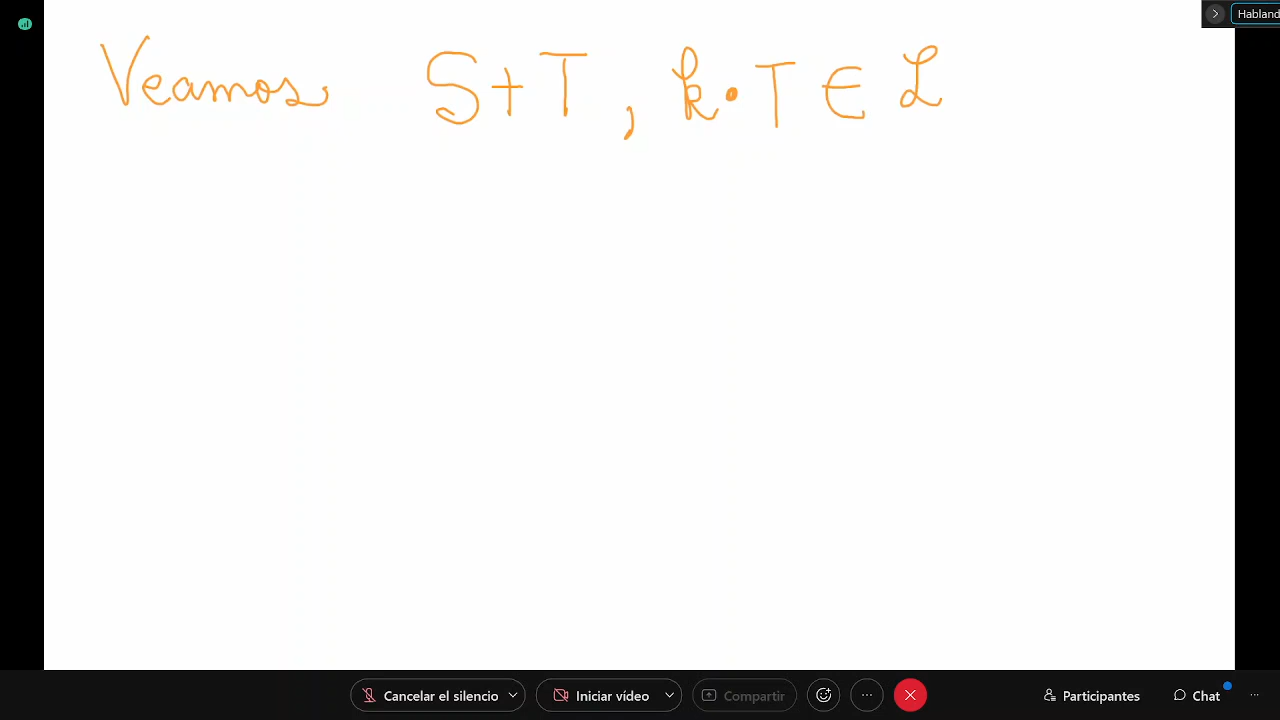 Habland
Veamos S+T, k·T ∈ ℒ
Cancelar el silencio Iniciar vídeo Compartir Participantes Chat